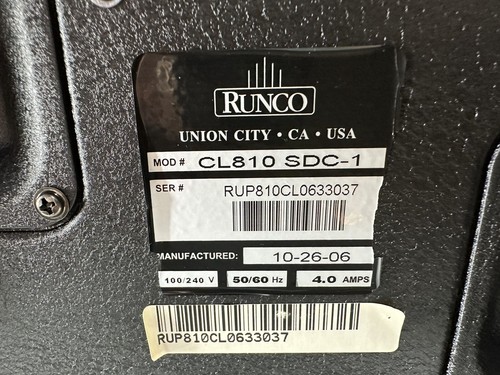 RUNCO
UNION CITY • CA • USA
MOD # CL810 SDC-1
SER # RUP810CL0633037
MANUFACTURED: 10-26-06
100/240 V 50/60 Hz 4.0 AMPS
RUP810CL0633037